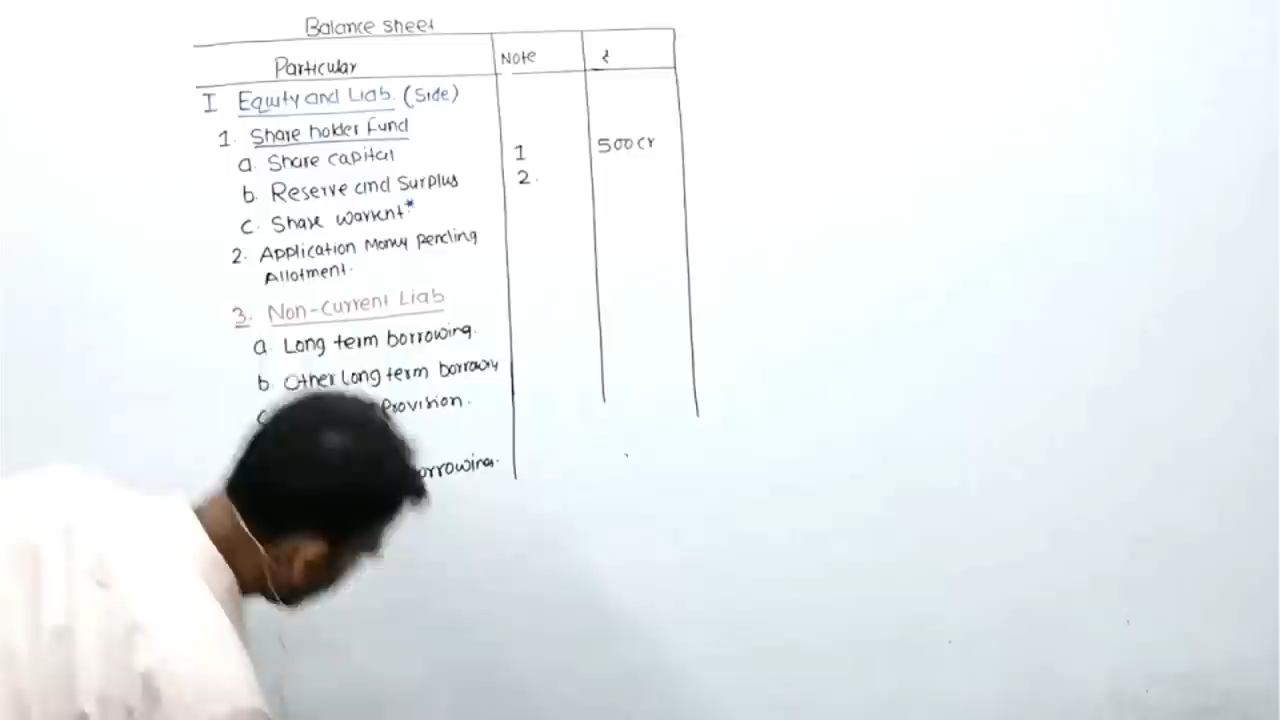 Balance sheet
Particular Note ₹
I Equity and Liab. (Side)
1. Share holder Fund
a. Share capital 1 500 Cr
b. Reserve and Surplus 2.
c. Share warrent*
2. Application Money pending
Allotment.
3. Non-Current Liab
a. Long term borrowing.
b. Other Long term borrowing
Provision.